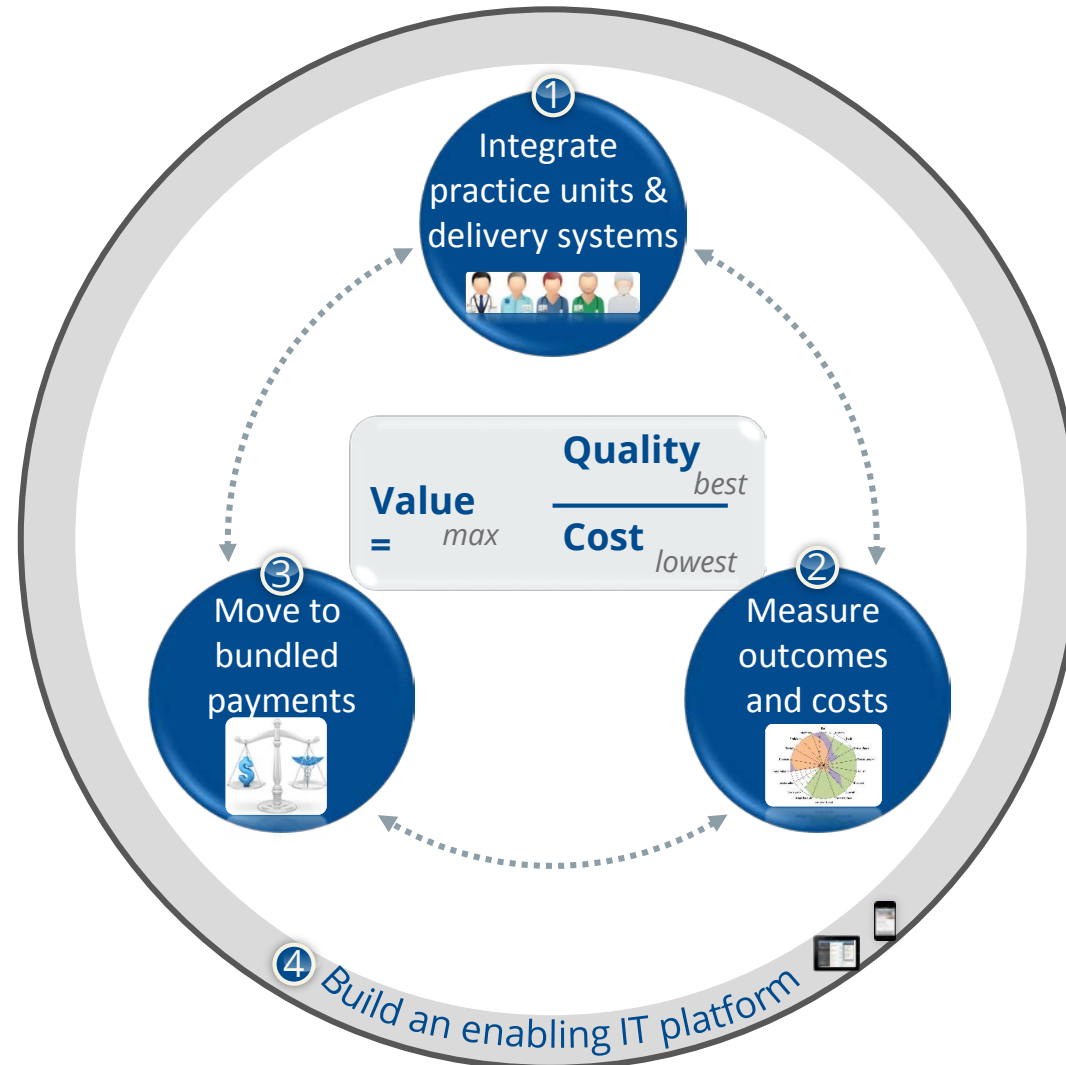 1
Integrate
practice units &
delivery systems
Quality
best
Value
= max
Cost
lowest
3
Move to
bundled
payments
$
2
Measure
outcomes
and costs
4 Build an enabling IT platform